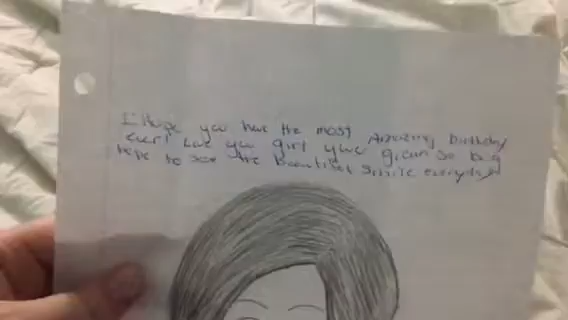 I Hope you have the most Amazing birthday
ever! Love you girl your grown so big
hope to see the beautiful smile everyday